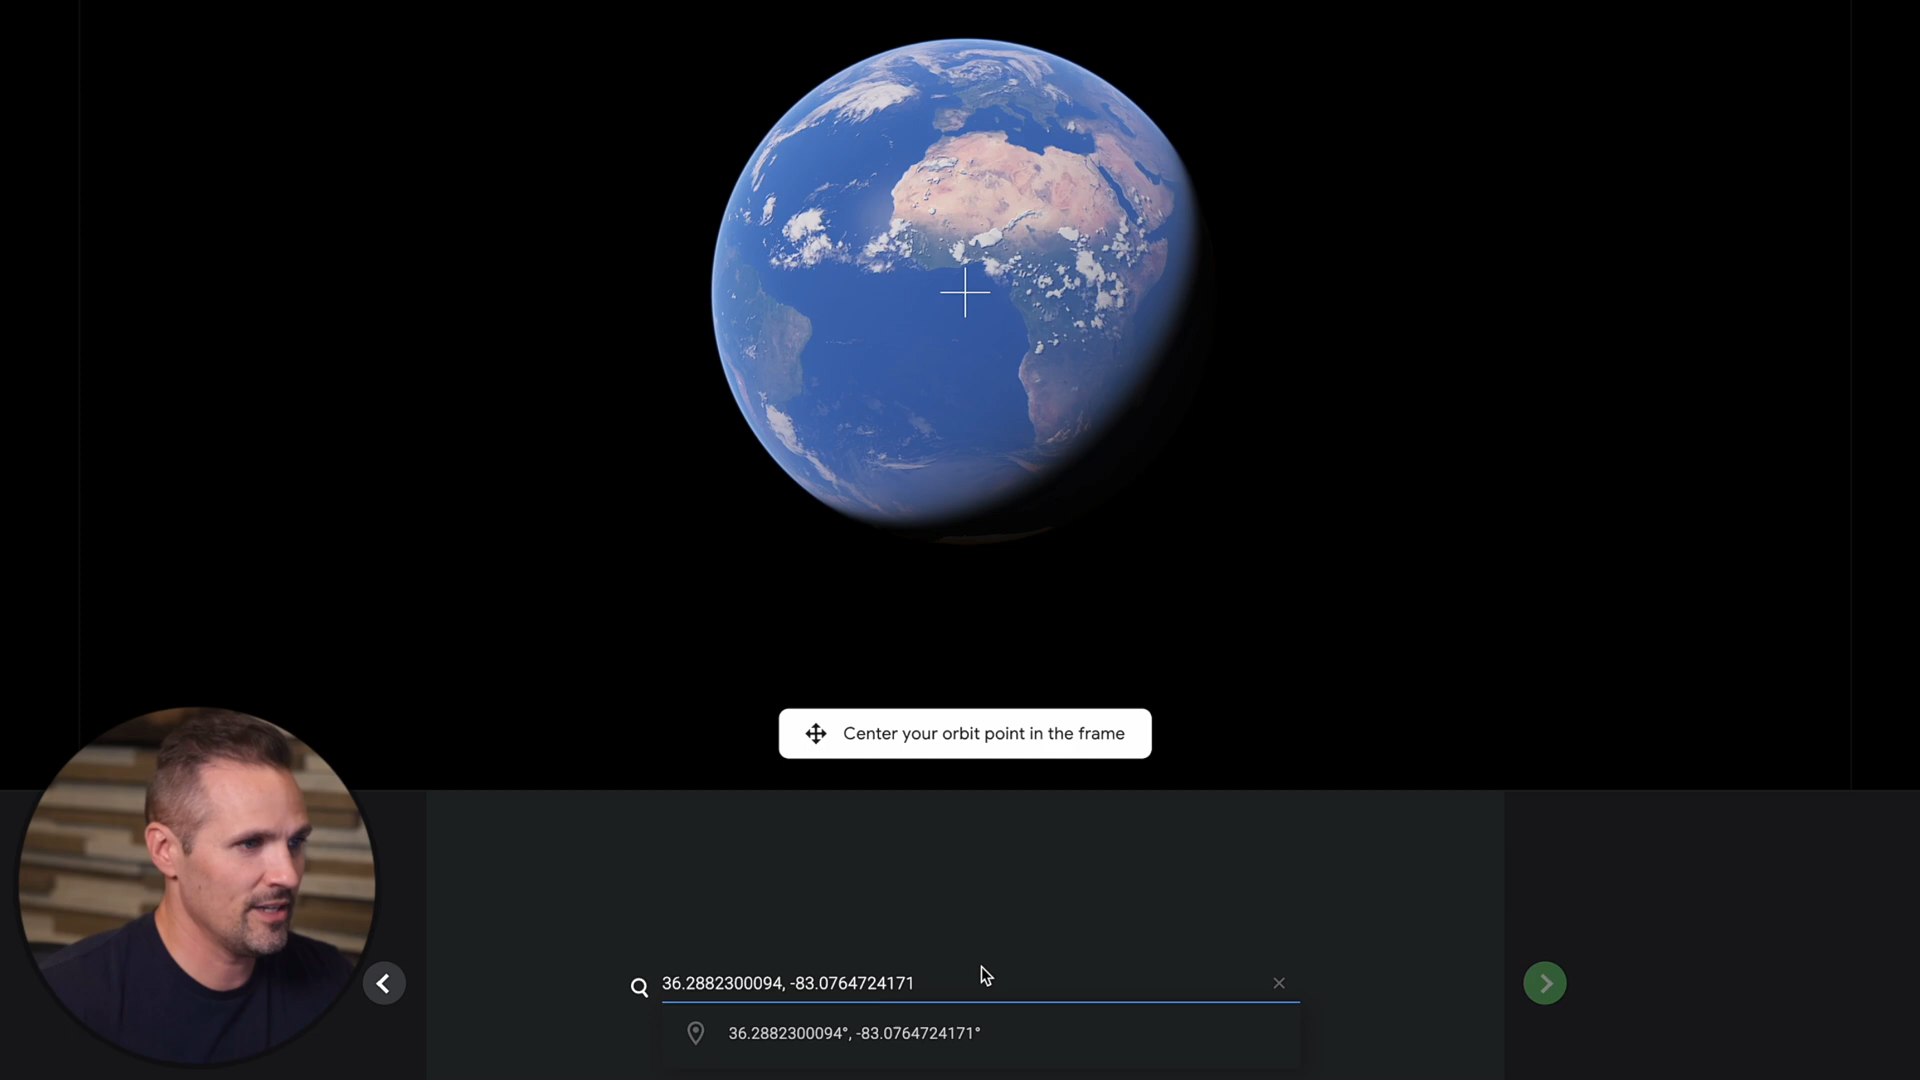 Center your orbit point in the frame
36.2882300094, -83.0764724171
36.2882300094°, -83.0764724171°